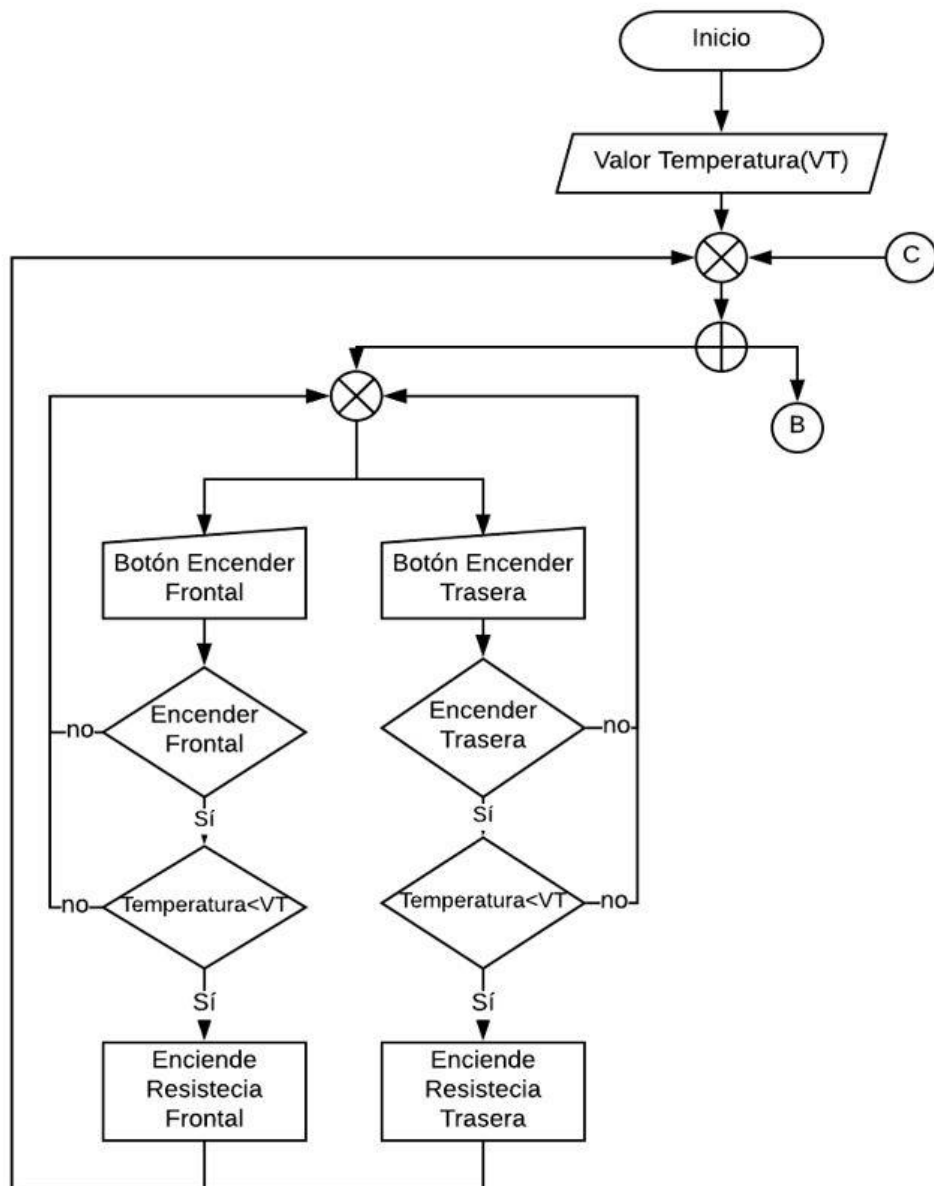 Inicio
Valor Temperatura(VT)
C
B
Botón Encender
Frontal
Botón Encender
Trasera
Encender
Frontal
no
Encender
Trasera
no
Sí
Sí
Temperatura<VT
no
Temperatura<VT
no
Sí
Sí
Enciende
Resistecia
Frontal
Enciende
Resistecia
Trasera